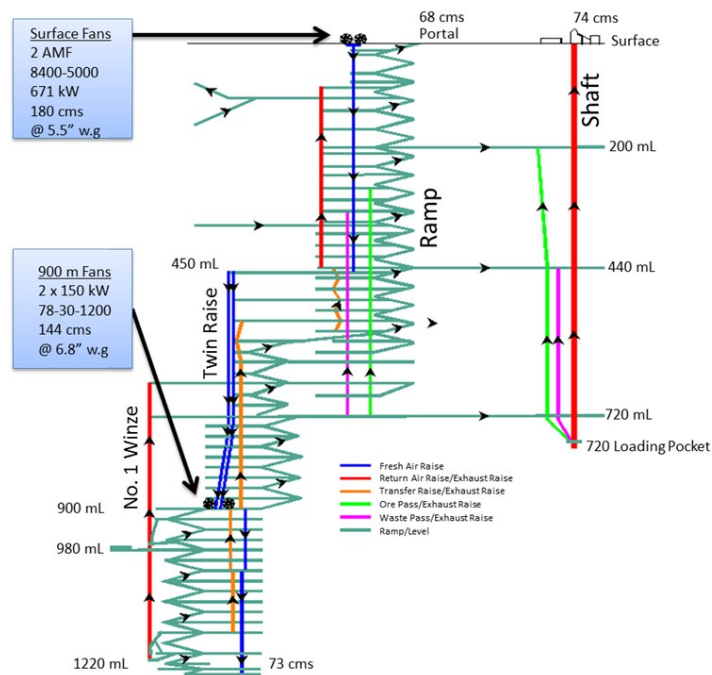 Surface Fans
2 AMF
8400-5000
671 kW
180 cms
@ 5.5” w.g
68 cms
Portal
74 cms
Surface
Shaft
200 mL
Ramp
440 mL
900 m Fans
2 x 150 kW
78-30-1200
144 cms
@ 6.8” w.g
450 mL
Twin Raise
No. 1 Winze
720 mL
720 Loading Pocket
Fresh Air Raise
Return Air Raise/Exhaust Raise
Transfer Raise/Exhaust Raise
Ore Pass/Exhaust Raise
Waste Pass/Exhaust Raise
Ramp/Level
900 mL
980 mL
1220 mL
73 cms